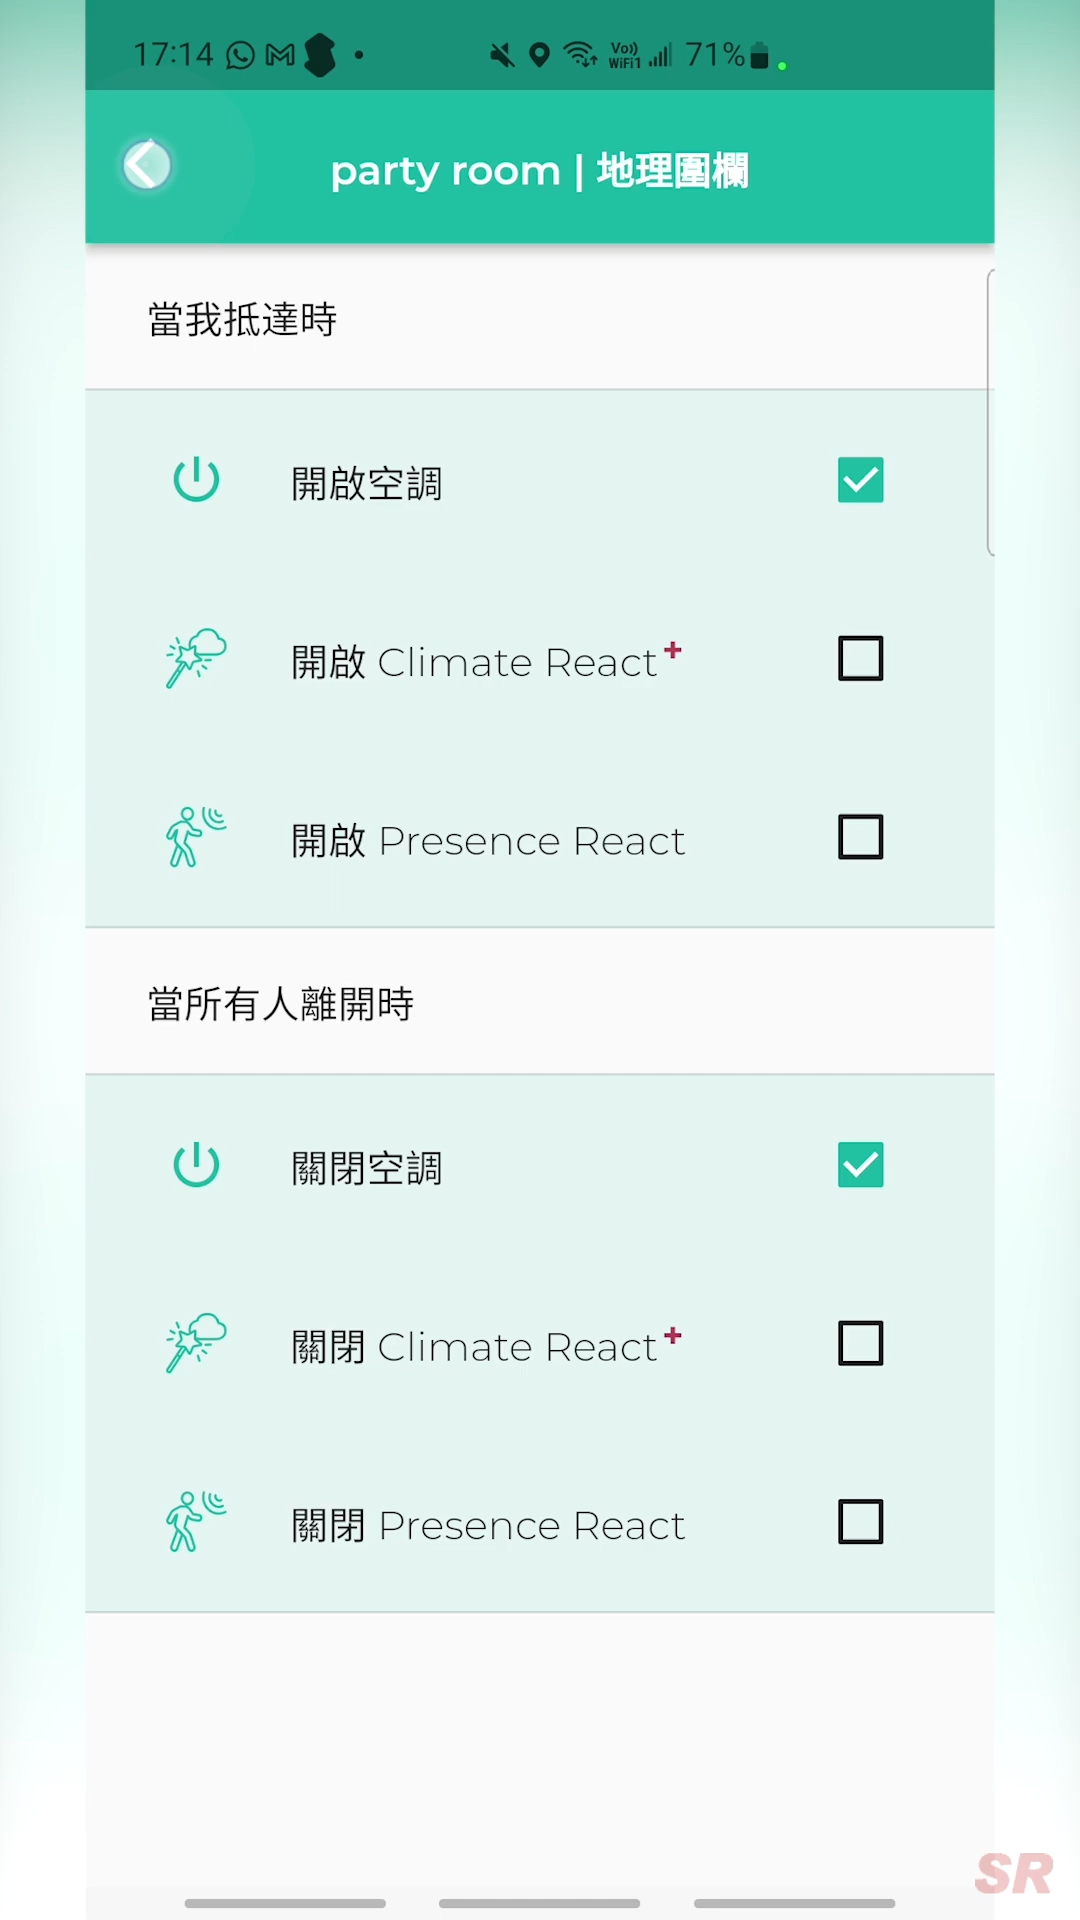 17:14 Vo)) WiFi1 71%
party room | 地理圍欄
當我抵達時
開啟空調
開啟 Climate React+
開啟 Presence React
當所有人離開時
關閉空調
關閉 Climate React+
關閉 Presence React
SR